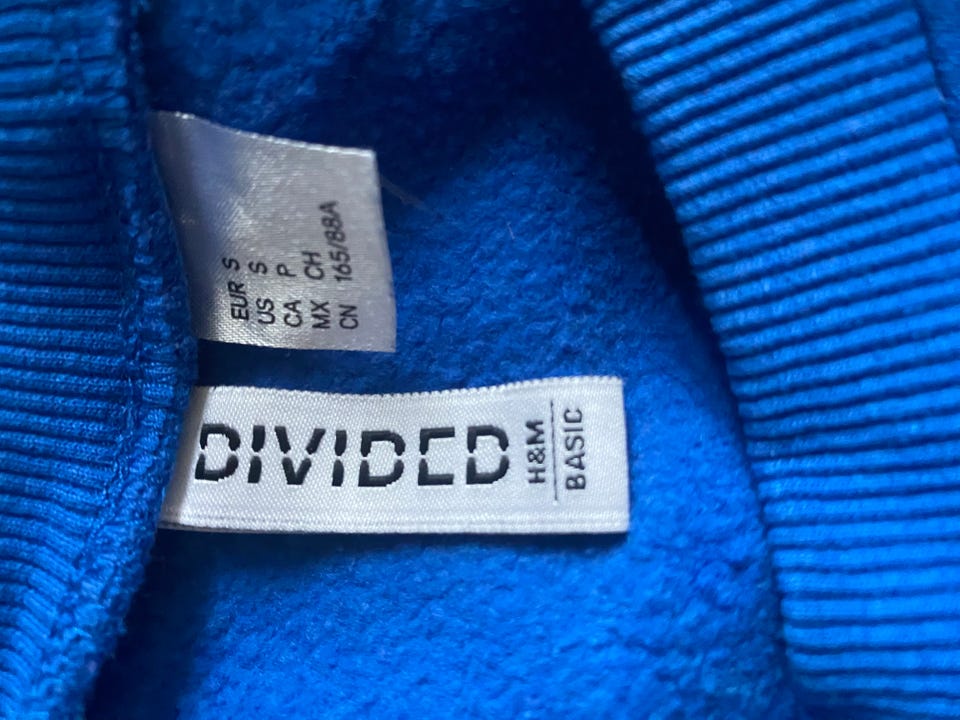 EUR S
US S
CA P
MX CH
CN 165/88A
DIVIDED
H&M
BASIC